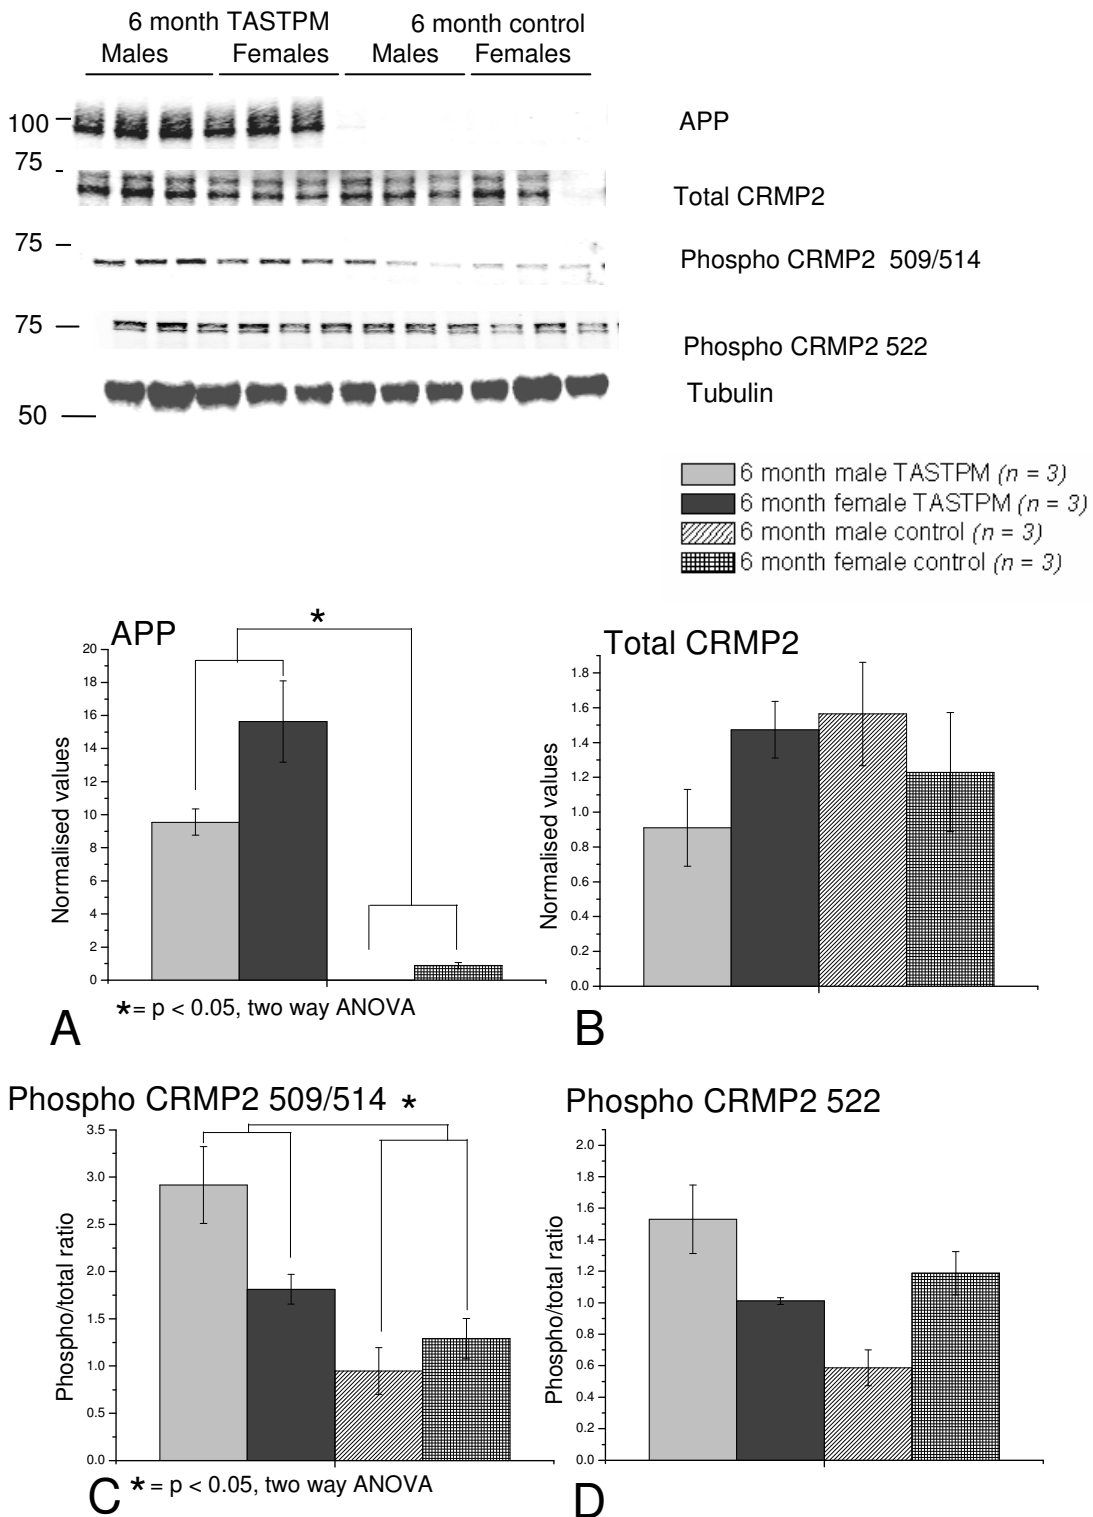 6 month TASTPM 6 month control
Males Females Males Females
100
APP
75
Total CRMP2
75
Phospho CRMP2 509/514
75
Phospho CRMP2 522
Tubulin
50
6 month male TASTPM (n = 3)
6 month female TASTPM (n = 3)
6 month male control (n = 3)
6 month female control (n = 3)
APP
*
20
18
16
14
12
10
8
6
4
2
0
Normalised values
*= p < 0.05, two way ANOVA
A
Total CRMP2
1.8
1.6
1.4
1.2
1.0
0.8
0.6
0.4
0.2
0.0
Normalised values
B
Phospho CRMP2 509/514 *
3.5
3.0
2.5
2.0
1.5
1.0
0.5
0.0
Phospho/total ratio
C
* = p < 0.05, two way ANOVA
Phospho CRMP2 522
2.0
1.8
1.6
1.4
1.2
1.0
0.8
0.6
0.4
0.2
0.0
Phospho/total ratio
D